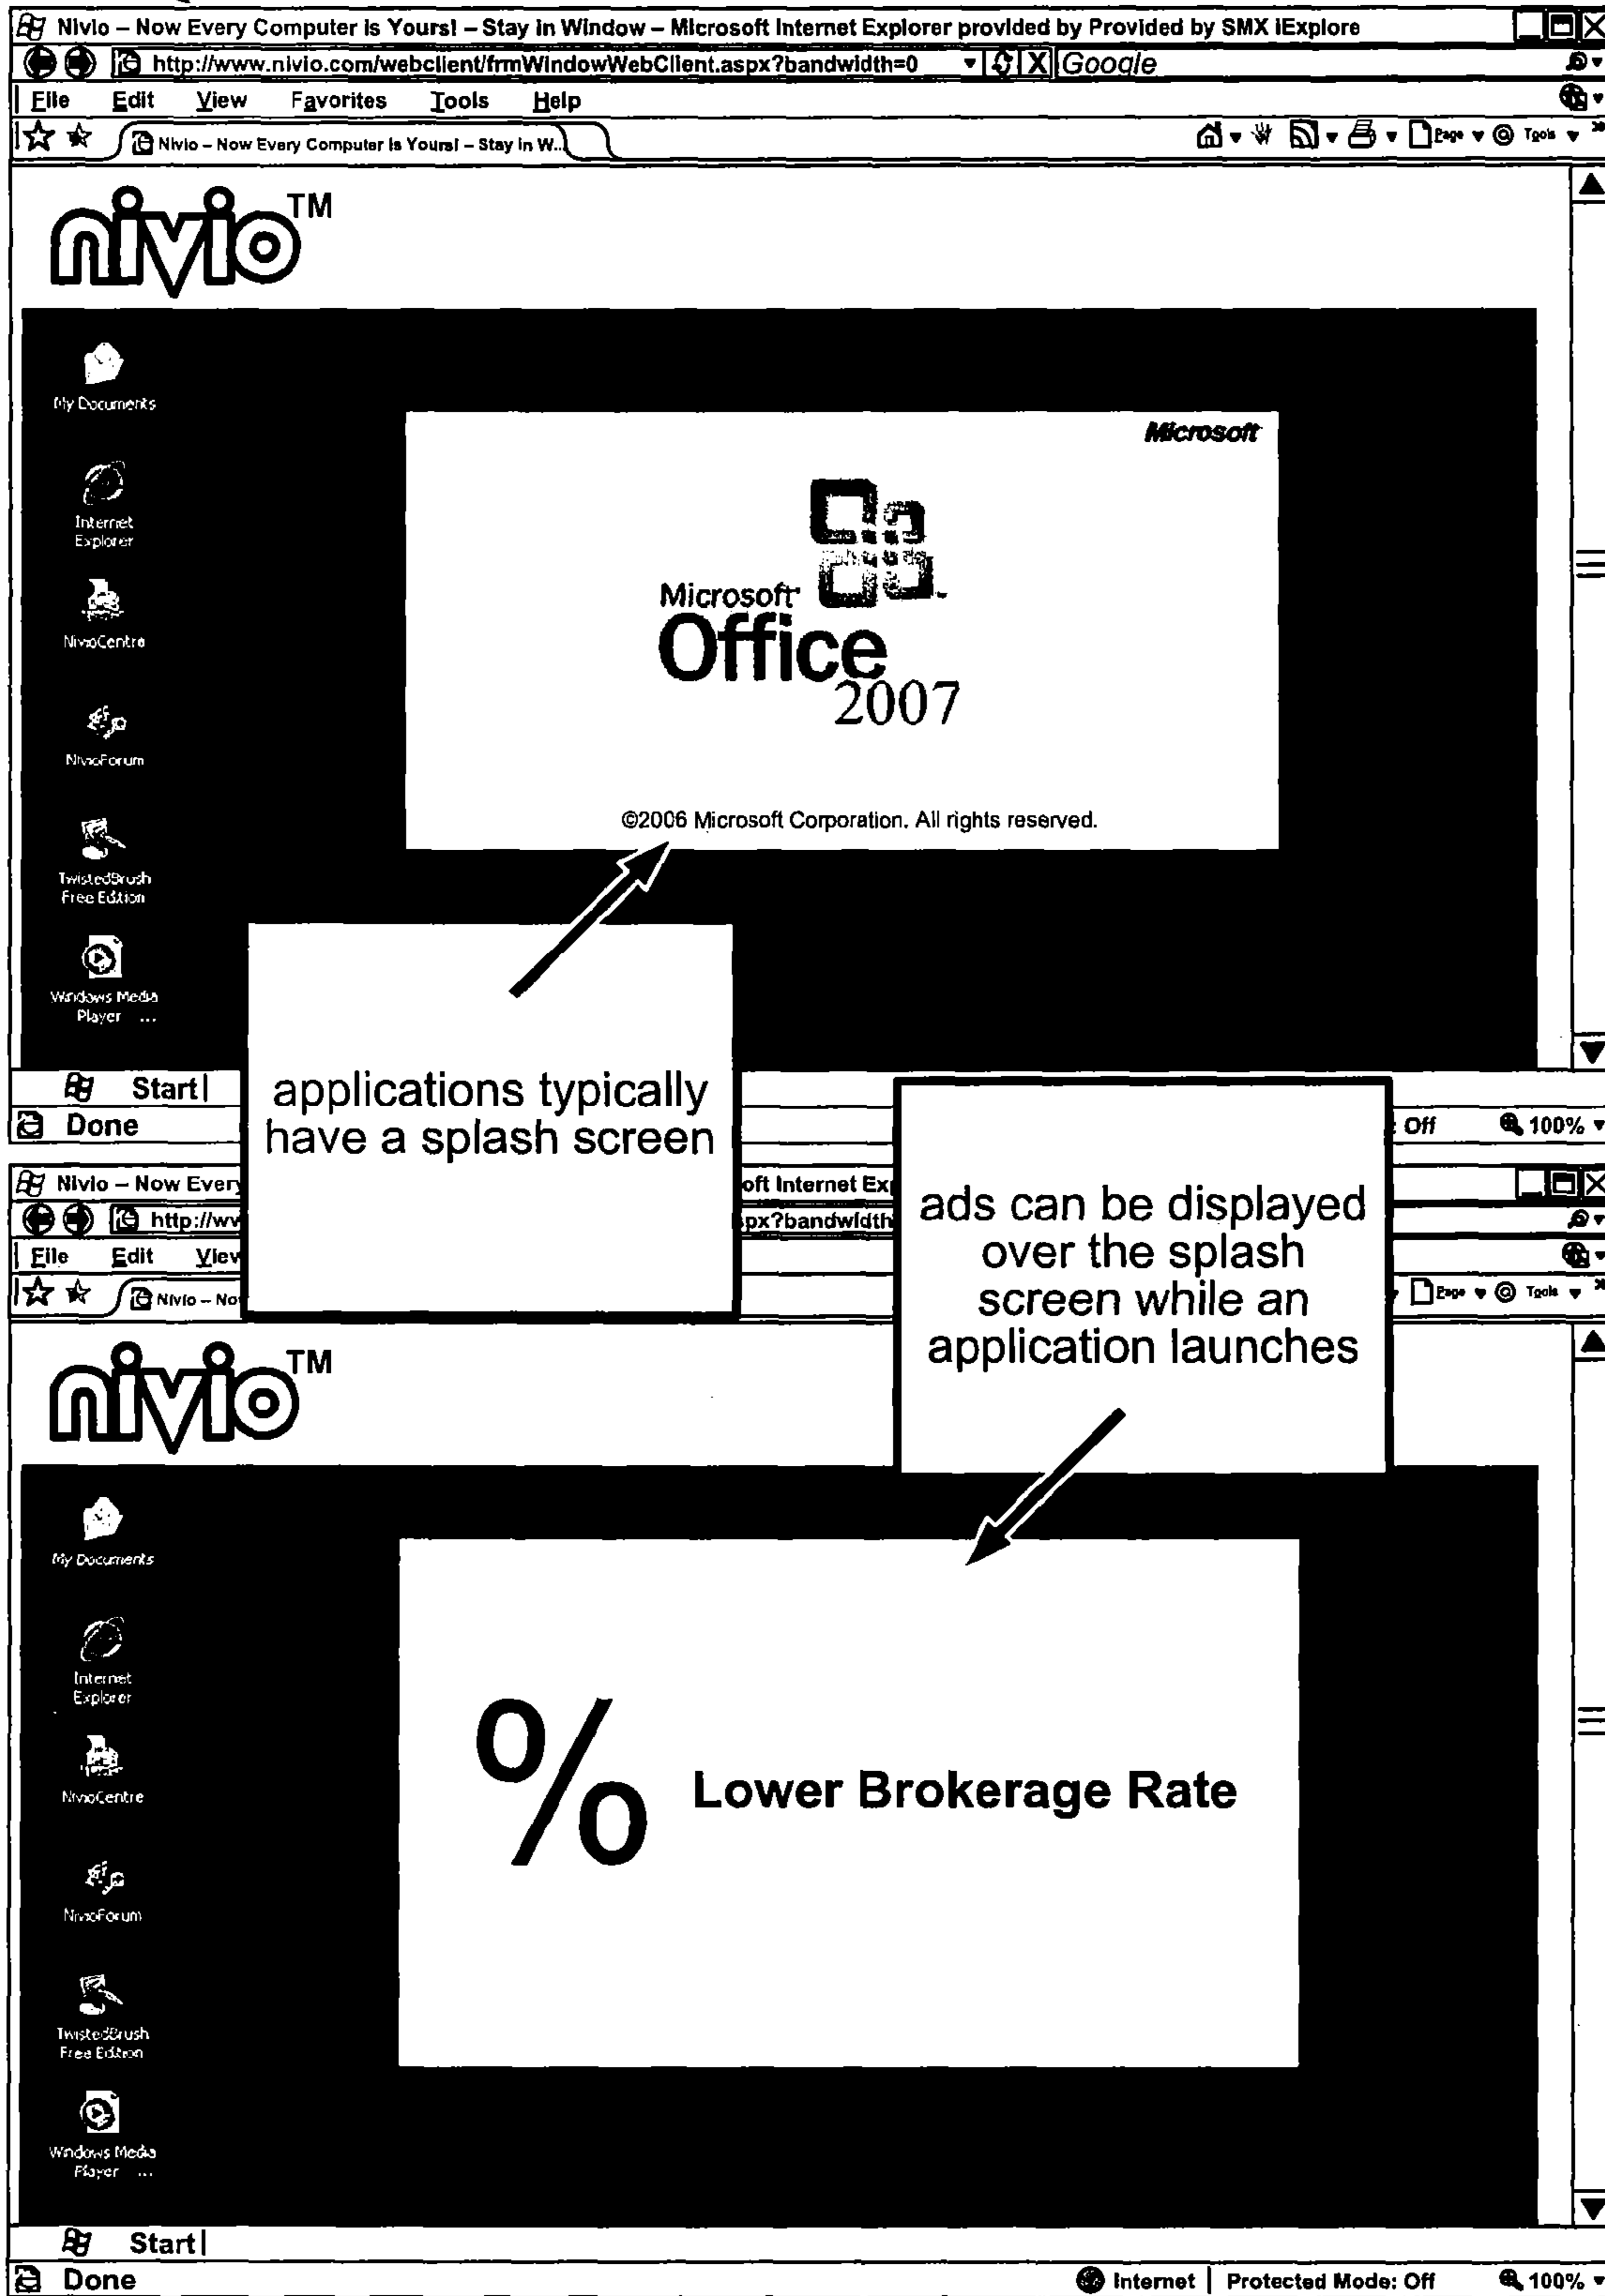 Nivio – Now Every Computer is Yours! – Stay in Window – Microsoft Internet Explorer provided by Provided by SMX iExplore
http://www.nivio.com/webclient/frmWindowWebClient.aspx?bandwidth=0
Google
File Edit View Favorites Tools Help
Nivio – Now Every Computer is Yours! – Stay in W...
Page Tools
nivio™
My Documents
Internet
Explorer
NivioCentre
NivioForum
TwistedBrush
Free Edition
Windows Media
Player ...
Microsoft
Microsoft
Office
2007
©2006 Microsoft Corporation. All rights reserved.
applications typically
have a splash screen
Start
Done
Off 100%
Nivio – Now Every
oft Internet Ex
http://wv
px?bandwidth
File Edit View
Nivio – No
Page Tools
ads can be displayed
over the splash
screen while an
application launches
nivio™
My Documents
Internet
Explorer
NivioCentre
NivioForum
TwistedBrush
Free Edition
Windows Media
Player ...
% Lower Brokerage Rate
Start
Done
Internet | Protected Mode: Off 100%